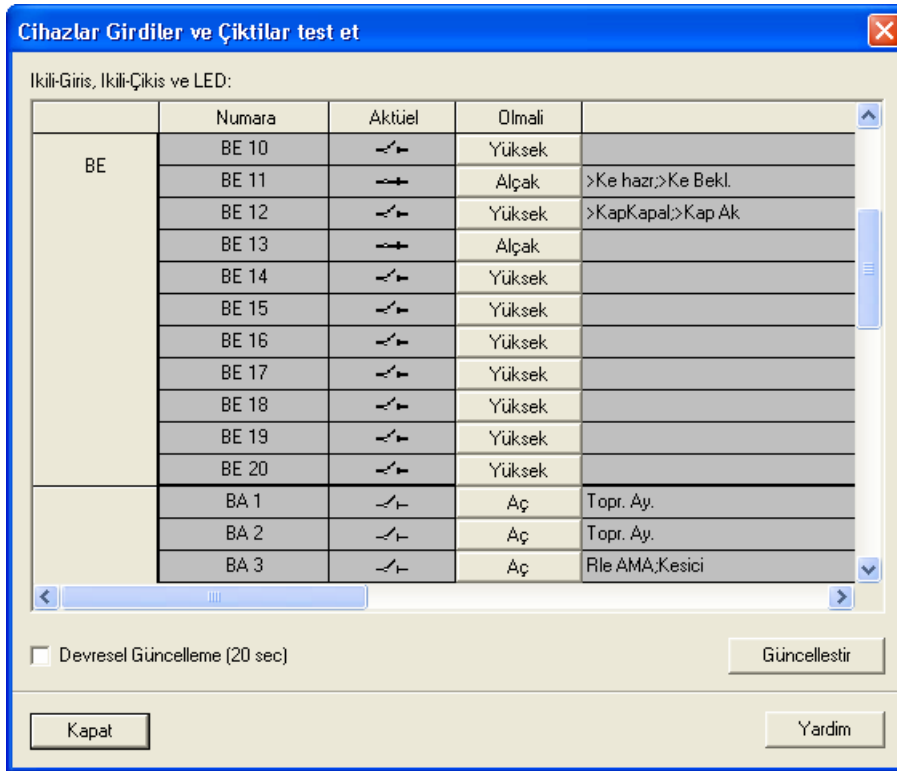 Cihazlar Girdiler ve Çiktilar test et
Ikili-Giris, Ikili-Çikis ve LED:
Numara Aktüel Olmali
BE
BE 10 Yüksek
BE 11 Alçak >Ke hazr;>Ke Bekl.
BE 12 Yüksek >KapKapal;>Kap Ak
BE 13 Alçak
BE 14 Yüksek
BE 15 Yüksek
BE 16 Yüksek
BE 17 Yüksek
BE 18 Yüksek
BE 19 Yüksek
BE 20 Yüksek
BA 1 Aç Topr. Ay.
BA 2 Aç Topr. Ay.
BA 3 Aç Rle AMA;Kesici
Devresel Güncelleme (20 sec) Güncellestir
Kapat Yardim